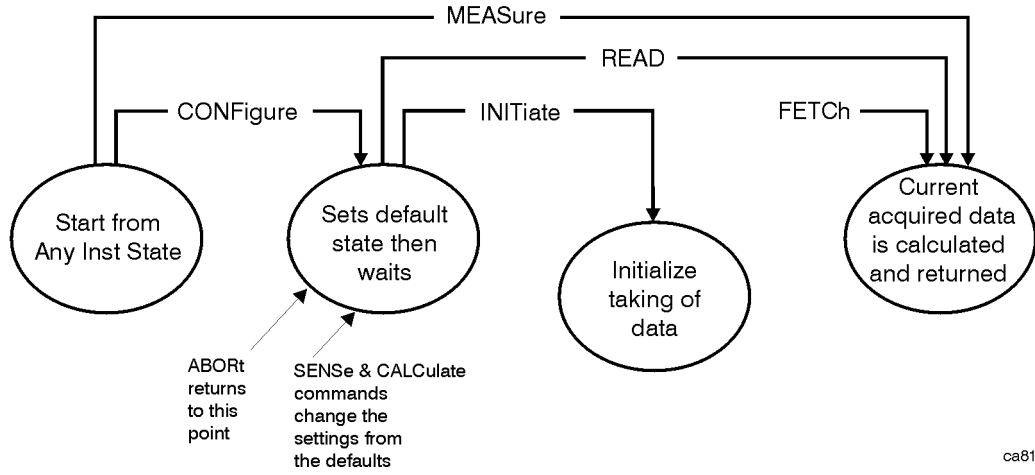 MEASure
READ
CONFigure
INITiate
FETCh
Start from
Any Inst State
Sets default
state then
waits
Initialize
taking of
data
Current
acquired data
is calculated
and returned
ABORt
returns
to this
point
SENSe & CALCulate
commands
change the
settings from
the defaults
ca81